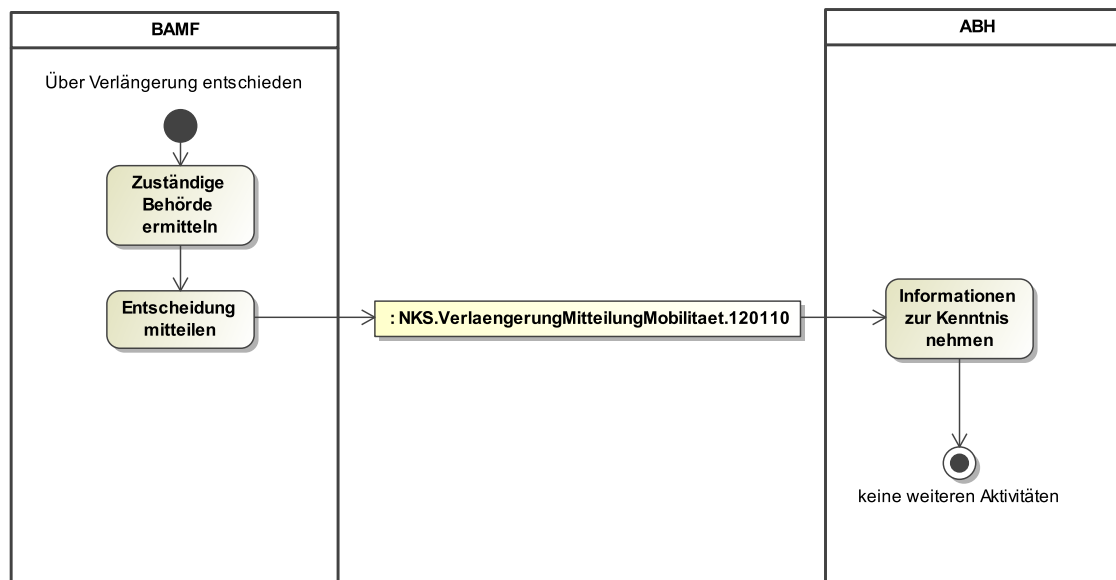 BAMF
ABH
Über Verlängerung entschieden
Zuständige
Behörde
ermitteln
Entscheidung
mitteilen
: NKS.VerlaengerungMitteilungMobilitaet.120110
Informationen
zur Kenntnis
nehmen
keine weiteren Aktivitäten